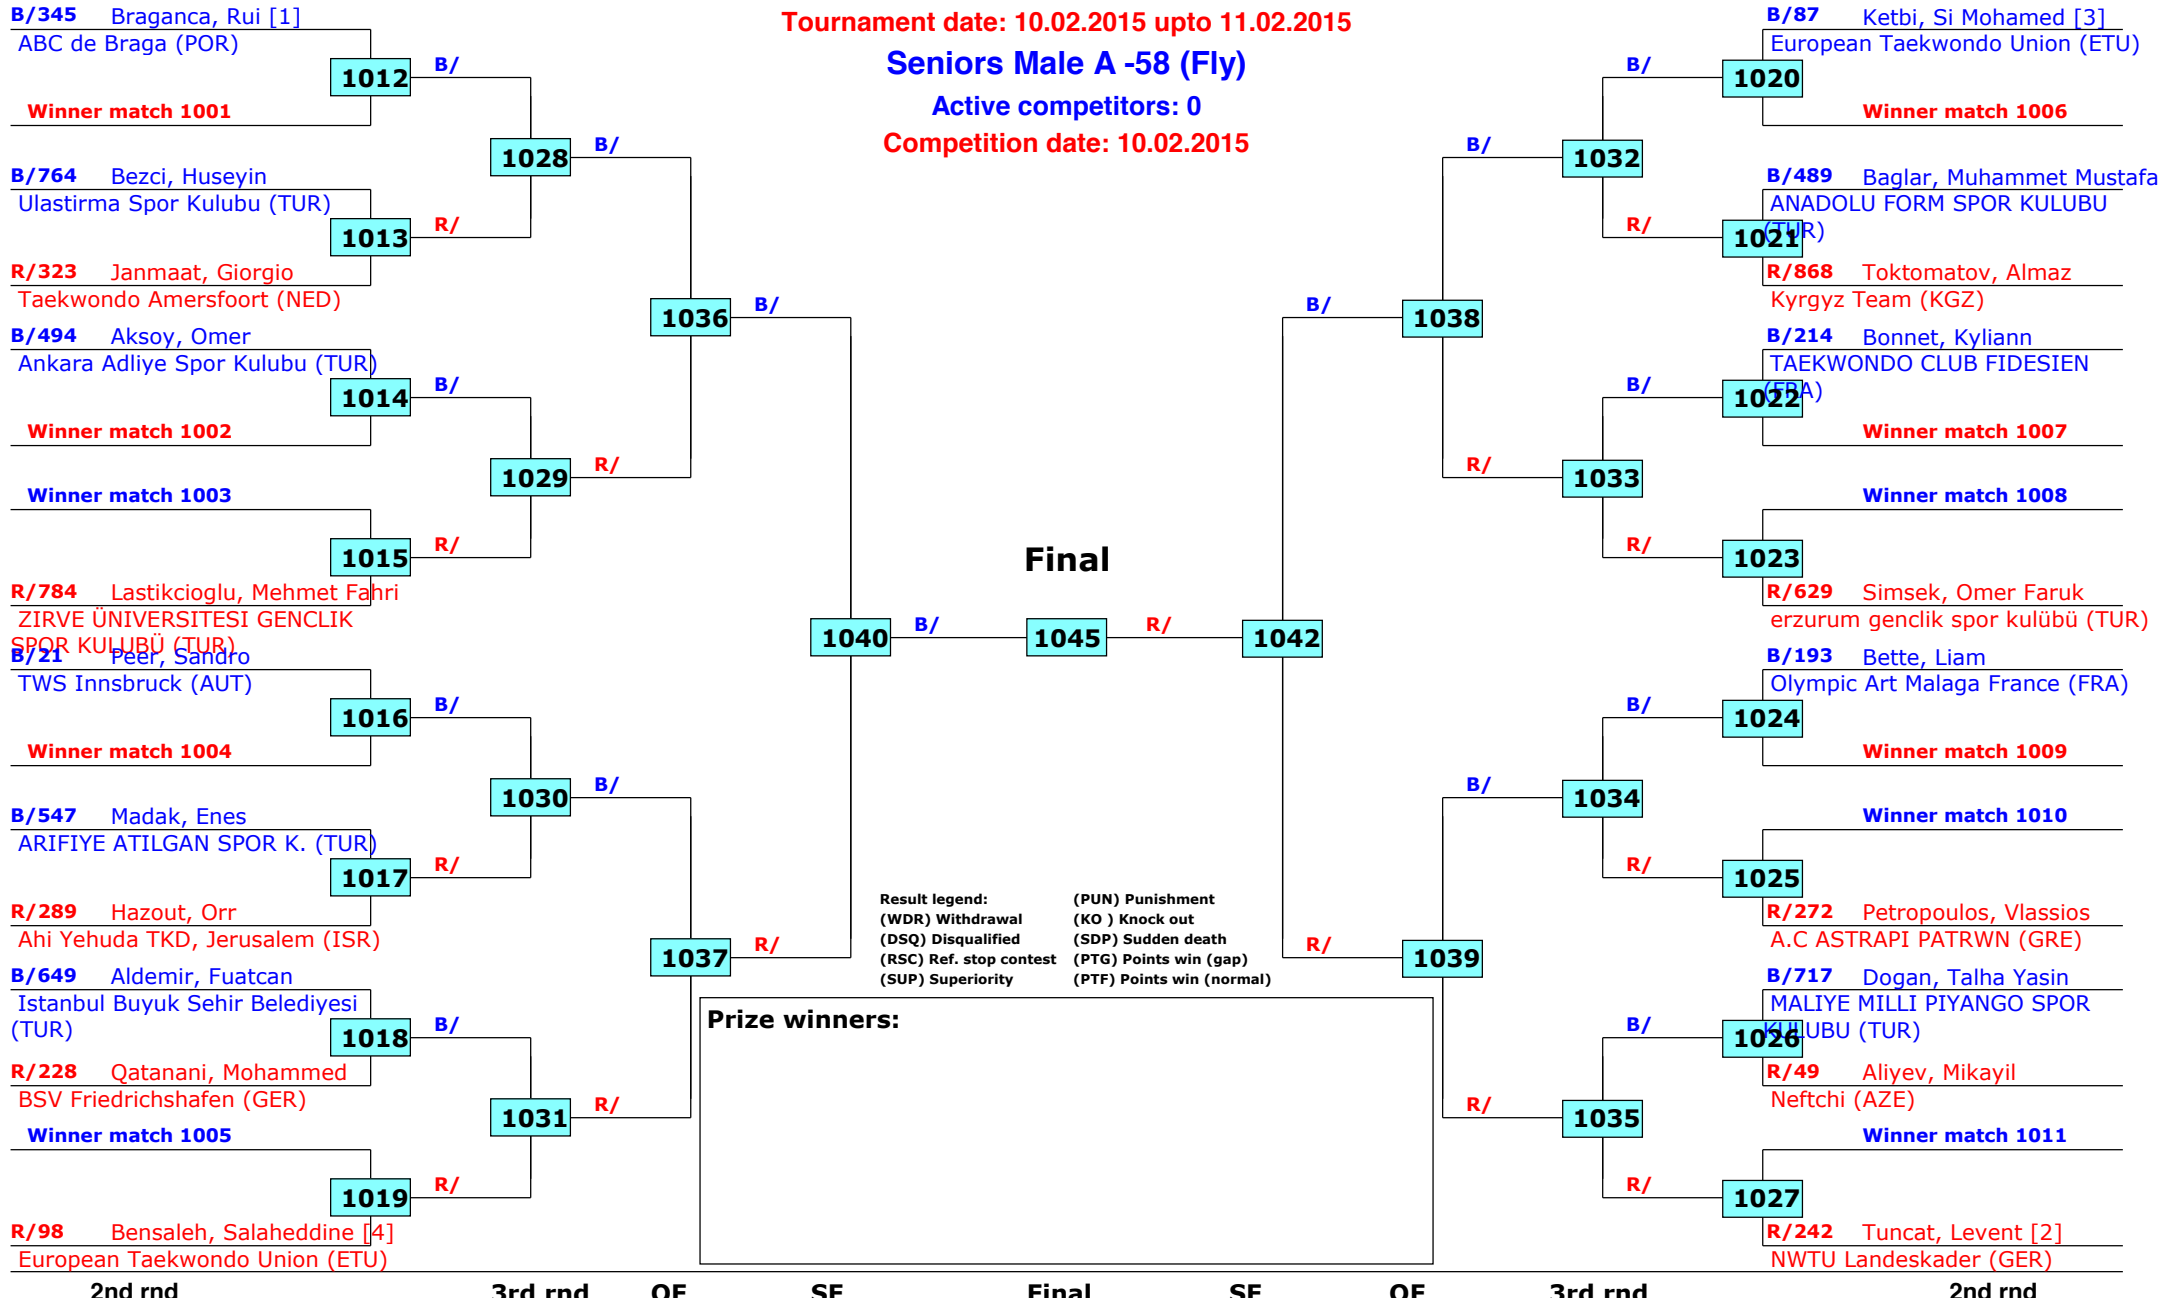 Tournament date: 10.02.2015 upto 11.02.2015
Seniors Male A -58 (Fly)
Active competitors: 0
Competition date: 10.02.2015
B/345 Braganca, Rui [1]
ABC de Braga (POR)
1012 B/
Winner match 1001
1028 B/
B/764 Bezci, Huseyin
Ulastirma Spor Kulubu (TUR)
1013 R/
R/323 Janmaat, Giorgio
Taekwondo Amersfoort (NED)
1036 B/
B/494 Aksoy, Omer
Ankara Adliye Spor Kulubu (TUR)
1014 B/
Winner match 1002
1029 R/
Winner match 1003
1015 R/
R/784 Lastikcioglu, Mehmet Fahri
ZIRVE ÜNIVERSITESI GENCLIK
SPOR KULUBÜ (TUR)
1040 B/
B/21 Peer, Sandro
TWS Innsbruck (AUT)
1016 B/
Winner match 1004
1030 B/
B/547 Madak, Enes
ARIFIYE ATILGAN SPOR K. (TUR)
1017 R/
R/289 Hazout, Orr
Ahi Yehuda TKD, Jerusalem (ISR)
1037 R/
B/649 Aldemir, Fuatcan
Istanbul Buyuk Sehir Belediyesi
(TUR)
1018 B/
R/228 Qatanani, Mohammed
BSV Friedrichshafen (GER)
1031 R/
Winner match 1005
1019 R/
R/98 Bensaleh, Salaheddine [4]
European Taekwondo Union (ETU)
Final
1045
B/87 Ketbi, Si Mohamed [3]
European Taekwondo Union (ETU)
B/ 1020
Winner match 1006
B/ 1032
B/489 Baglar, Muhammet Mustafa
ANADOLU FORM SPOR KULUBU
(TUR)
R/ 1021
R/868 Toktomatov, Almaz
Kyrgyz Team (KGZ)
B/ 1038
B/214 Bonnet, Kyliann
TAEKWONDO CLUB FIDESIEN
(FRA)
B/ 1022
Winner match 1007
R/ 1033
Winner match 1008
R/ 1023
R/629 Simsek, Omer Faruk
erzurum genclik spor kulübü (TUR)
R/ 1042
B/193 Bette, Liam
Olympic Art Malaga France (FRA)
B/ 1024
Winner match 1009
B/ 1034
Winner match 1010
R/ 1025
R/272 Petropoulos, Vlassios
A.C ASTRAPI PATRWN (GRE)
R/ 1039
B/717 Dogan, Talha Yasin
MALIYE MILLI PIYANGO SPOR
KULUBU (TUR)
B/ 1026
R/49 Aliyev, Mikayil
Neftchi (AZE)
R/ 1035
Winner match 1011
R/ 1027
R/242 Tuncat, Levent [2]
NWTU Landeskader (GER)
Result legend: (PUN) Punishment
(WDR) Withdrawal (KO ) Knock out
(DSQ) Disqualified (SDP) Sudden death
(RSC) Ref. stop contest (PTG) Points win (gap)
(SUP) Superiority (PTF) Points win (normal)
Prize winners:
2nd rnd 3rd rnd QF SF Final SF QF 3rd rnd 2nd rnd